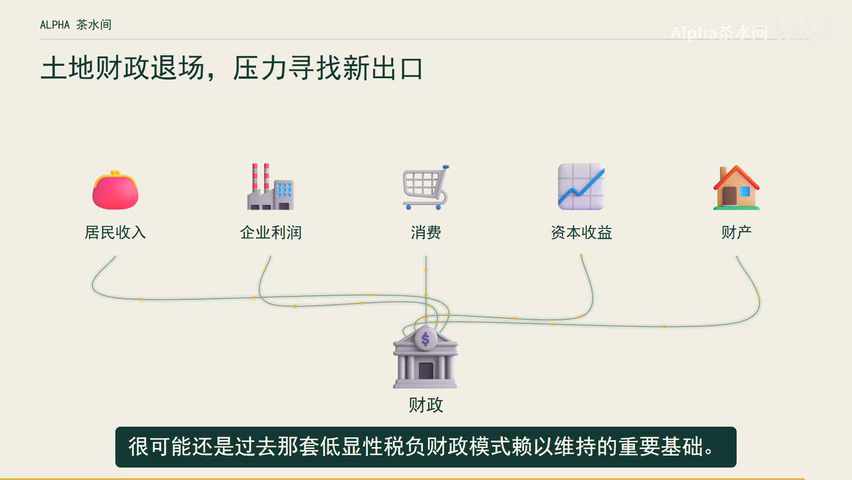 ALPHA 茶水间
Alpha茶水间
土地财政退场，压力寻找新出口
居民收入
企业利润
消费
资本收益
财产
$
财政
很可能还是过去那套低显性税负财政模式赖以维持的重要基础。